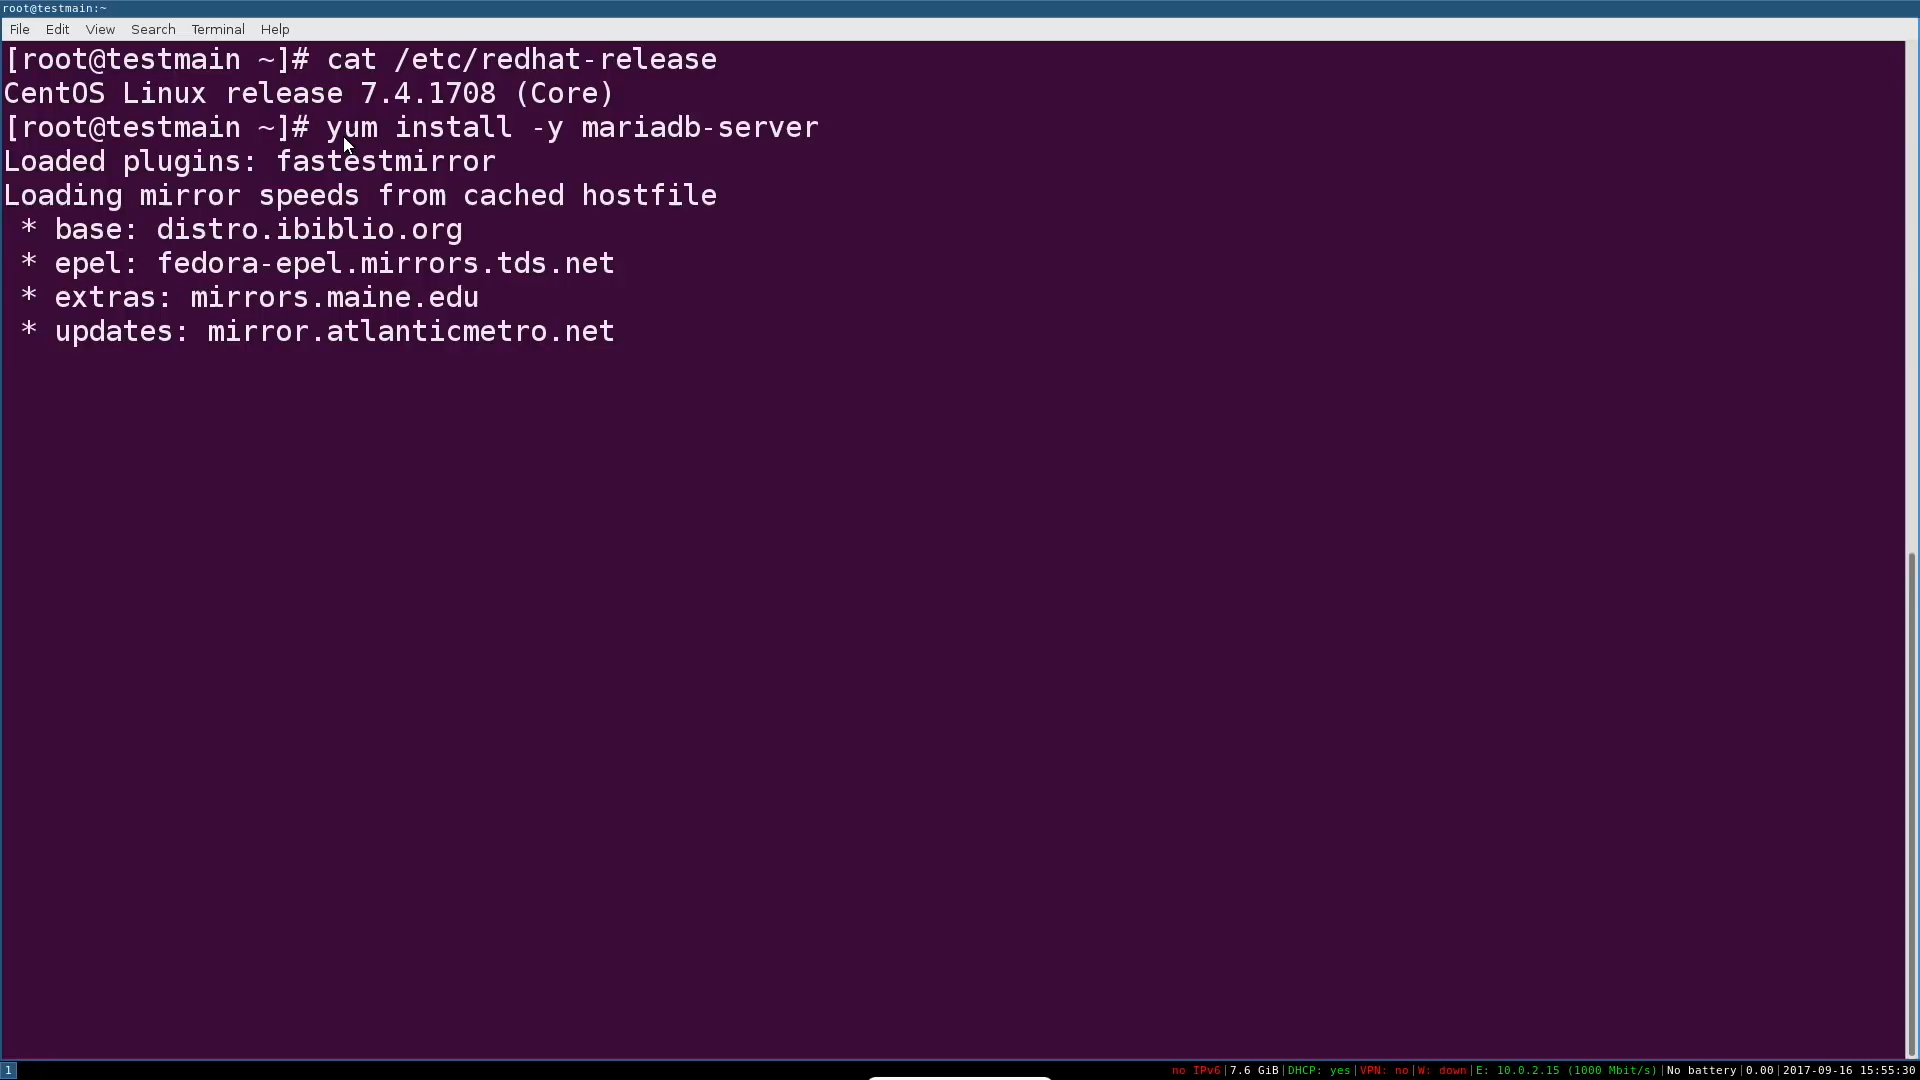 root@testmain:~
File Edit View Search Terminal Help
[root@testmain ~]# cat /etc/redhat-release
CentOS Linux release 7.4.1708 (Core)
[root@testmain ~]# yum install -y mariadb-server
Loaded plugins: fastestmirror
Loading mirror speeds from cached hostfile
 * base: distro.ibiblio.org
 * epel: fedora-epel.mirrors.tds.net
 * extras: mirrors.maine.edu
 * updates: mirror.atlanticmetro.net
1 no IPv6|7.6 GiB|DHCP: yes|VPN: no|W: down|E: 10.0.2.15 (1000 Mbit/s)|No battery|0.00|2017-09-16 15:55:30